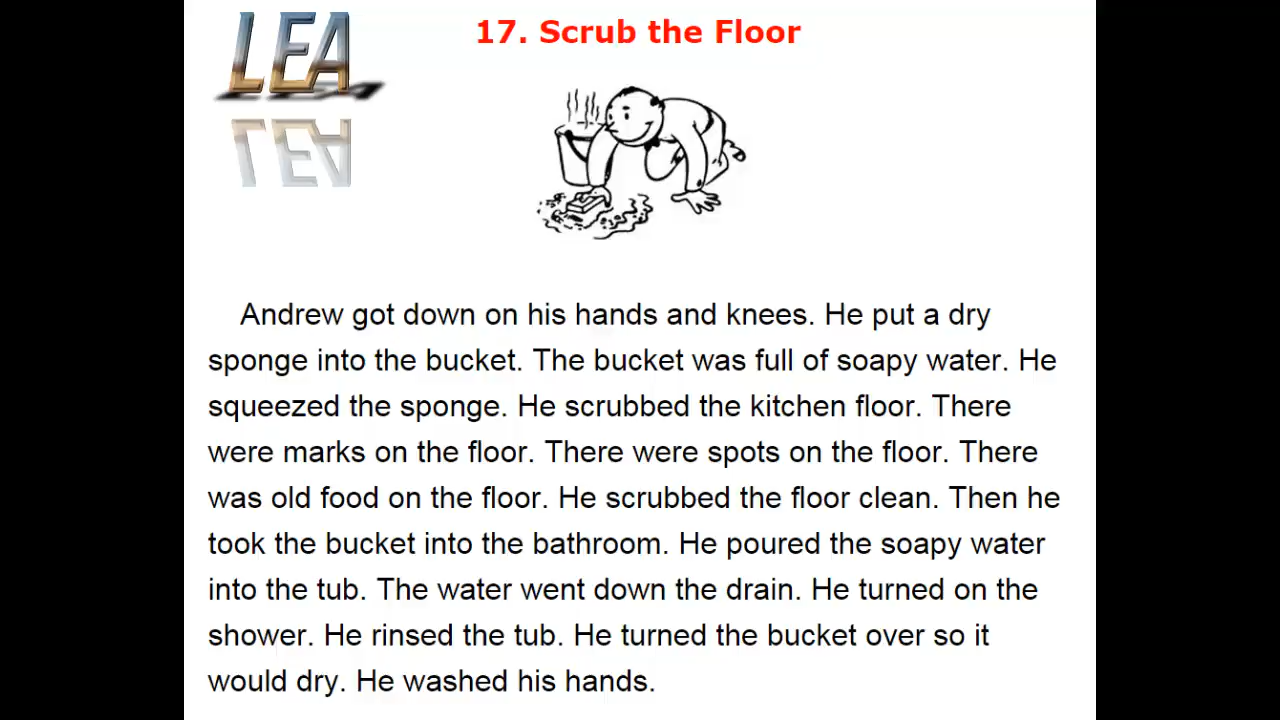 LEA
17. Scrub the Floor
Andrew got down on his hands and knees. He put a dry
sponge into the bucket. The bucket was full of soapy water. He
squeezed the sponge. He scrubbed the kitchen floor. There
were marks on the floor. There were spots on the floor. There
was old food on the floor. He scrubbed the floor clean. Then he
took the bucket into the bathroom. He poured the soapy water
into the tub. The water went down the drain. He turned on the
shower. He rinsed the tub. He turned the bucket over so it
would dry. He washed his hands.